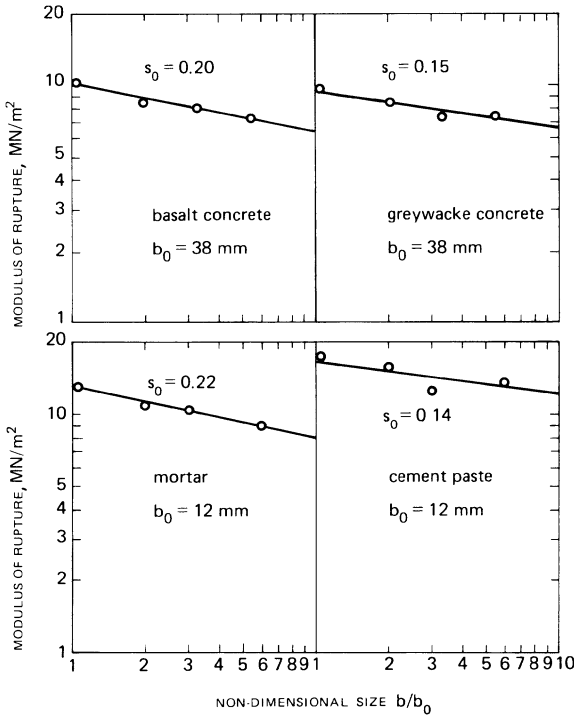 20
10
5
4
3
2
1
MODULUS OF RUPTURE, MN/m²
s₀ = 0.20
basalt concrete
b₀ = 38 mm
s₀ = 0.15
greywacke concrete
b₀ = 38 mm
20
10
5
4
3
2
1
MODULUS OF RUPTURE, MN/m²
s₀ = 0.22
mortar
b₀ = 12 mm
s₀ = 0 14
cement paste
b₀ = 12 mm
1 2 3 4 5 6 7 8 9 1 2 3 4 5 6 7 8 9 10
NON-DIMENSIONAL SIZE b/b₀